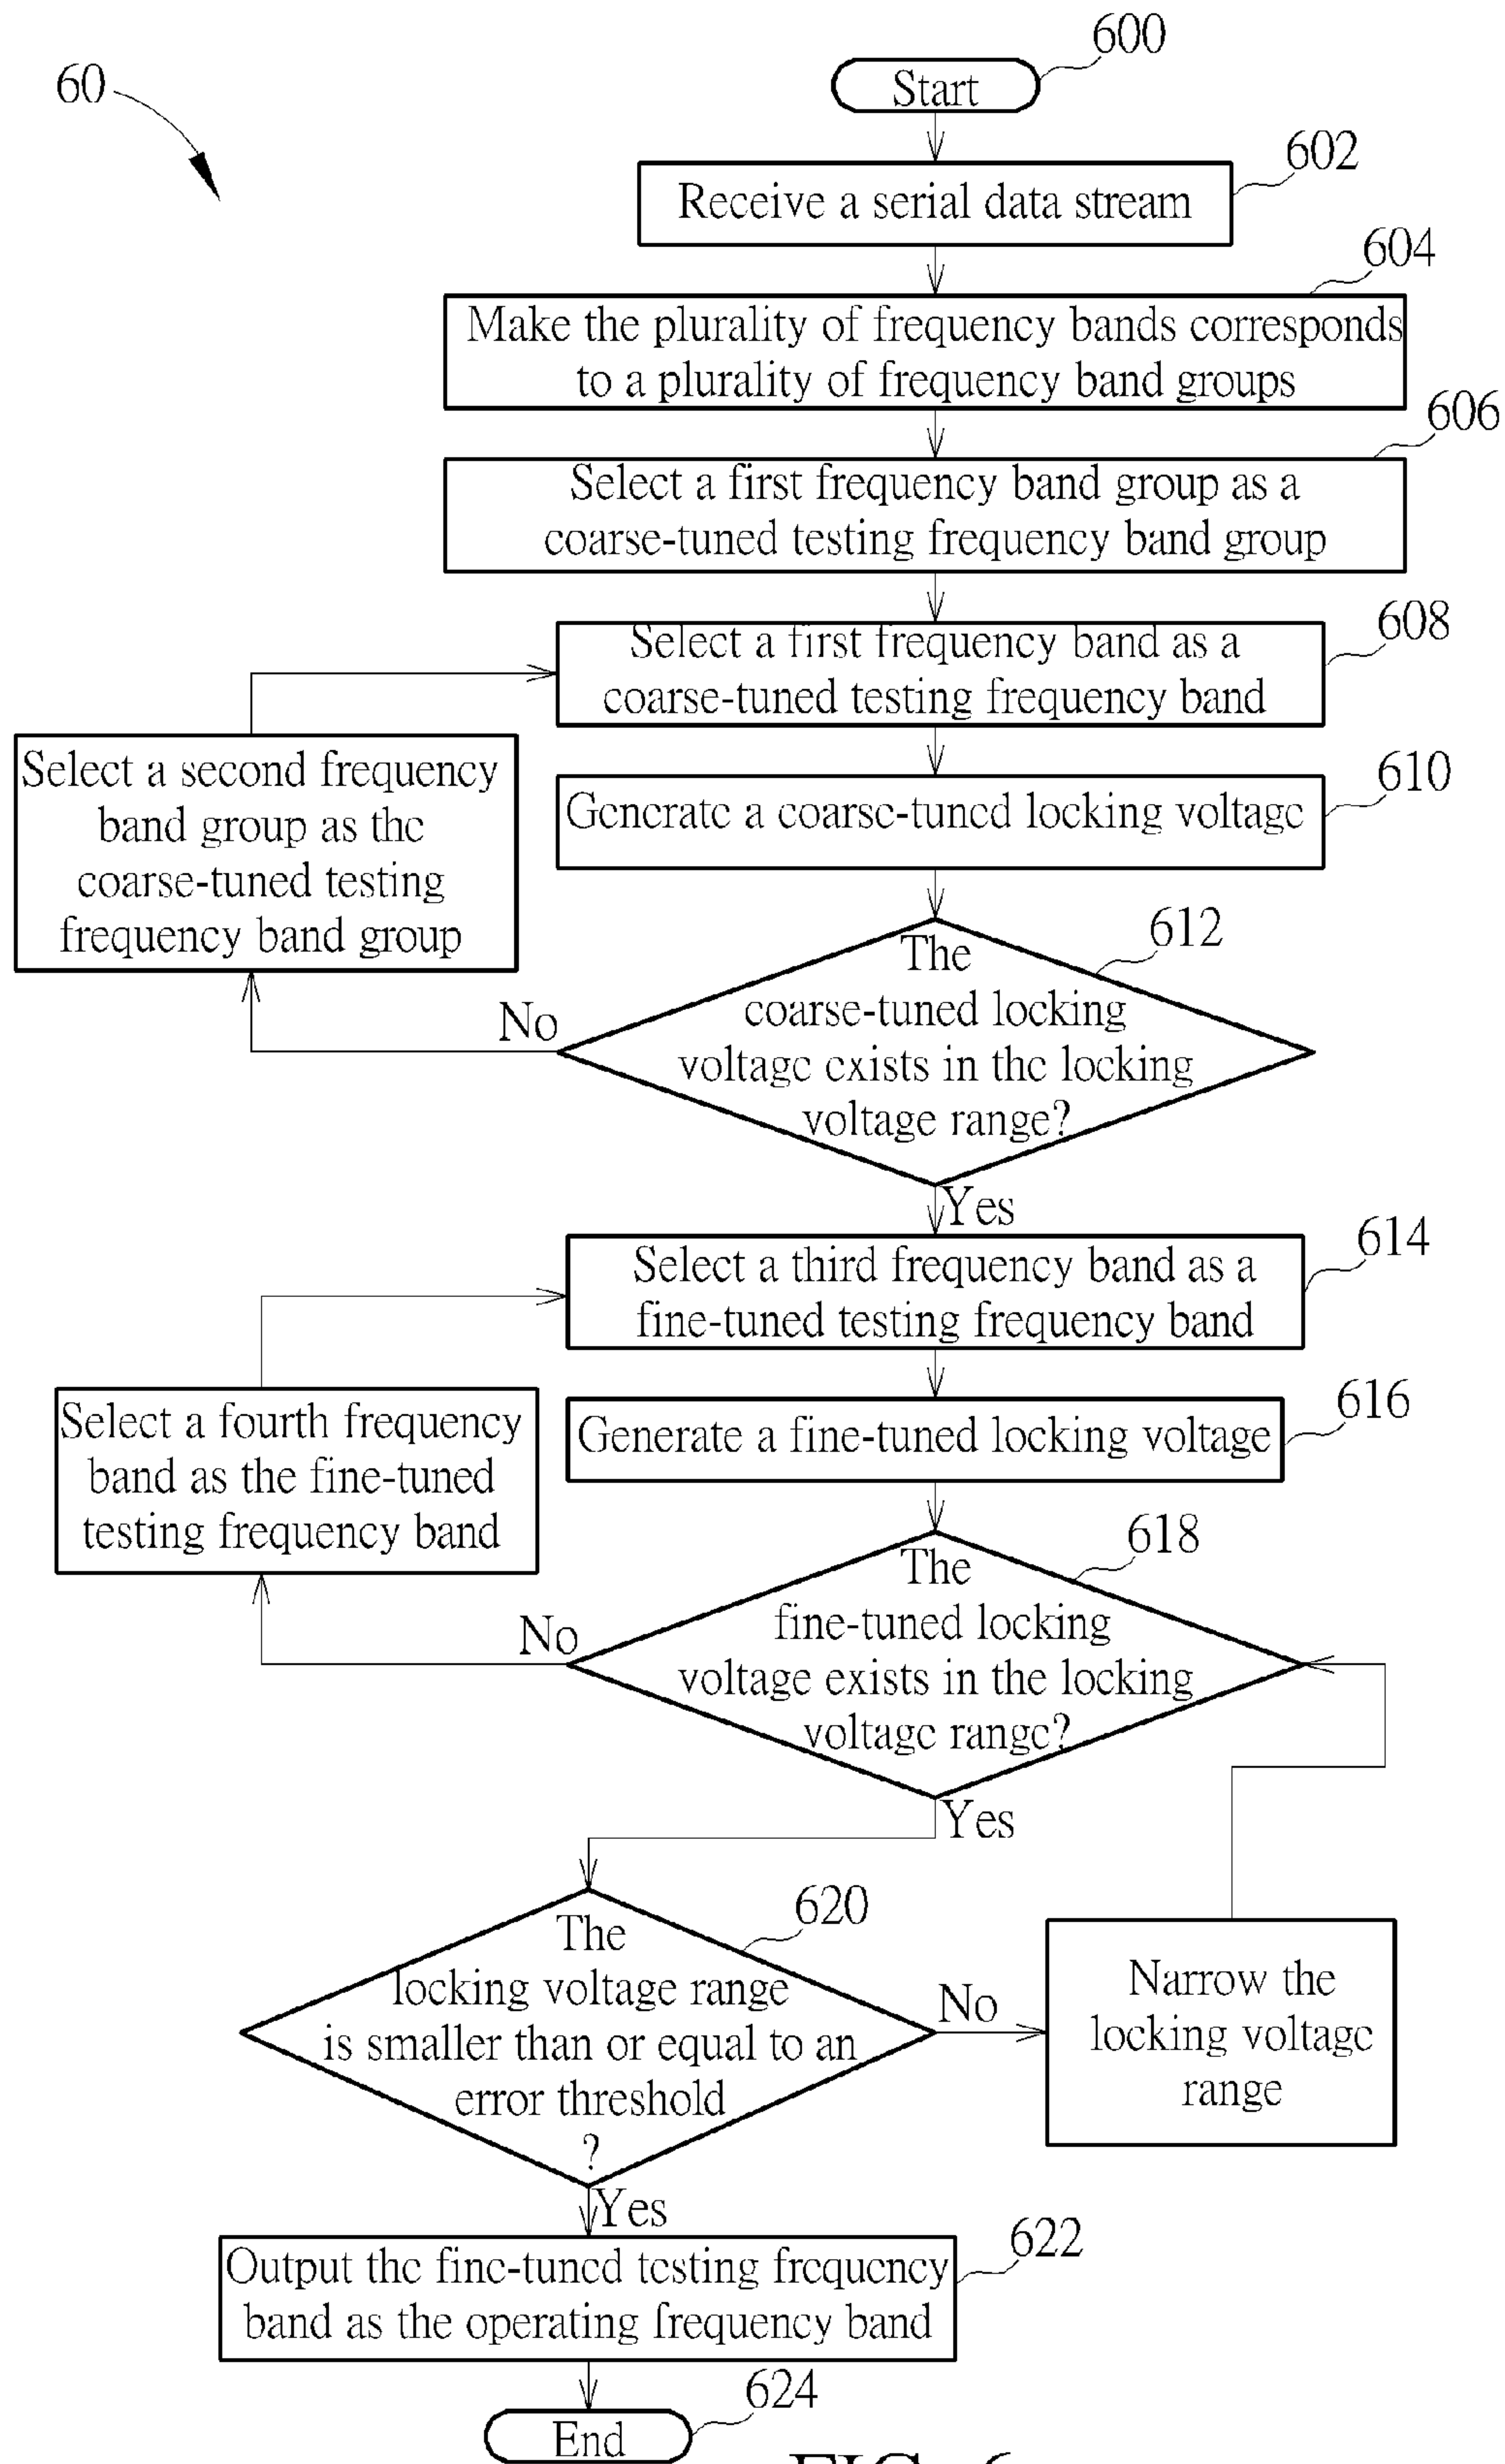 60
600
Start
602
Receive a serial data stream
604
Make the plurality of frequency bands corresponds
to a plurality of frequency band groups
606
Select a first frequency band group as a
coarse-tuned testing frequency band group
608
Select a first frequency band as a
coarse-tuned testing frequency band
Select a second frequency
band group as the
coarse-tuned testing
frequency band group
610
Generate a coarse-tuned locking voltage
612
The
coarse-tuned locking
voltage exists in the locking
voltage range?
No
Yes
614
Select a third frequency band as a
fine-tuned testing frequency band
Select a fourth frequency
band as the fine-tuned
testing frequency band
616
Generate a fine-tuned locking voltage
618
The
fine-tuned locking
voltage exists in the locking
voltage range?
No
Yes
620
The
locking voltage range
is smaller than or equal to an
error threshold
?
No
Narrow the
locking voltage
range
Yes
622
Output the fine-tuned testing frequency
band as the operating frequency band
624
End
FIG. 6